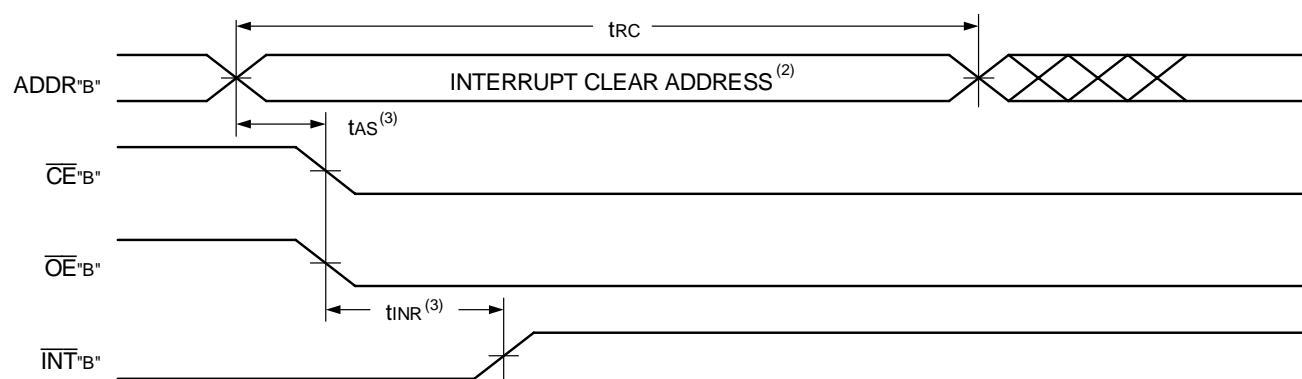 tRC
ADDR"B"
INTERRUPT CLEAR ADDRESS(2)
tAS(3)
CE"B"
OE"B"
tINR(3)
INT"B"